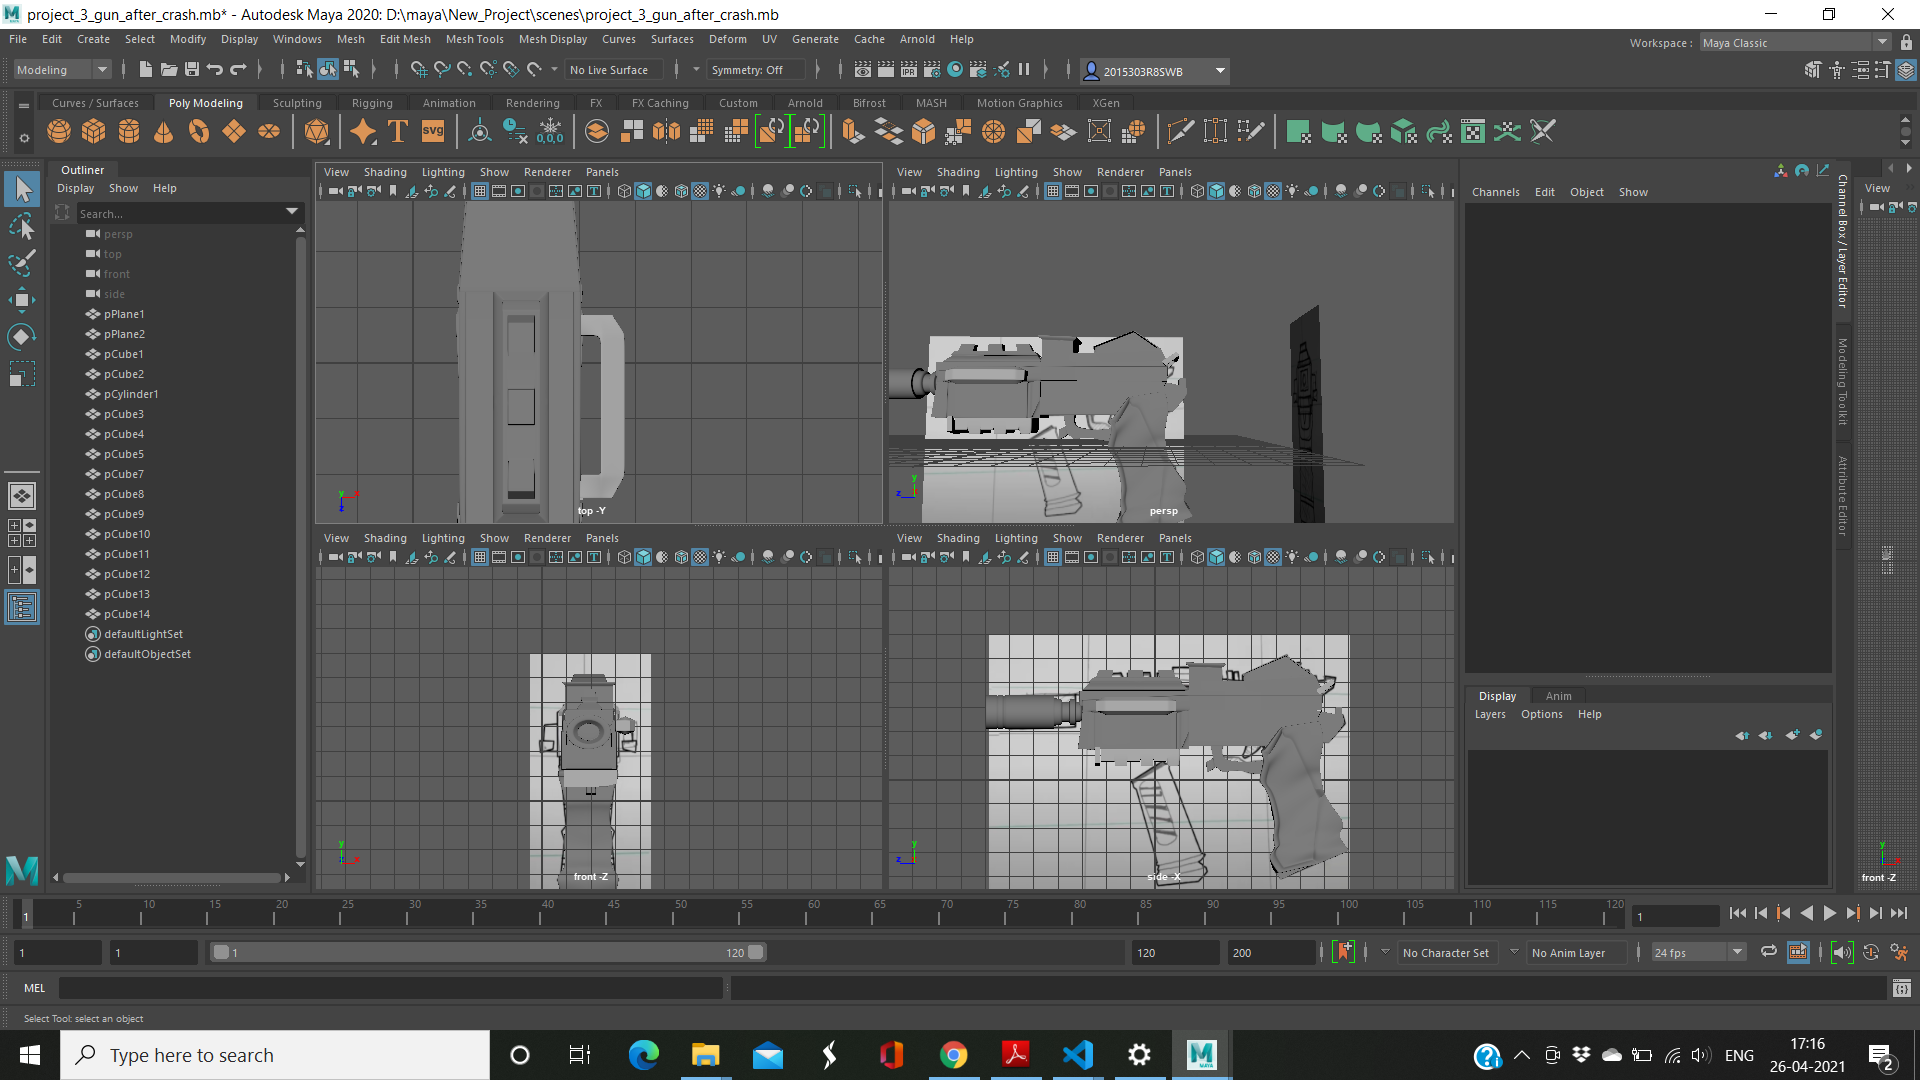 project_3_gun_after_crash.mb* - Autodesk Maya 2020: D:\maya\New_Project\scenes\project_3_gun_after_crash.mb
File Edit Create Select Modify Display Windows Mesh Edit Mesh Mesh Tools Mesh Display Curves Surfaces Deform UV Generate Cache Arnold Help
Workspace : Maya Classic
Modeling No Live Surface Symmetry: Off 2015303R8SWB
Curves / Surfaces Poly Modeling Sculpting Rigging Animation Rendering FX FX Caching Custom Arnold Bifrost MASH Motion Graphics XGen
T SVG 0,0,0
Outliner
Display Show Help
Search...
persp
top
front
side
pPlane1
pPlane2
pCube1
pCube2
pCylinder1
pCube3
pCube4
pCube5
pCube7
pCube8
pCube9
pCube10
pCube11
pCube12
pCube13
pCube14
defaultLightSet
defaultObjectSet
View Shading Lighting Show Renderer Panels
top -Y
View Shading Lighting Show Renderer Panels
persp
View Shading Lighting Show Renderer Panels
front -Z
View Shading Lighting Show Renderer Panels
side -X
Channels Edit Object Show
Channel Box / Layer Editor
Modeling Toolkit
Attribute Editor
View
front -Z
Display Anim
Layers Options Help
1 5 10 15 20 25 30 35 40 45 50 55 60 65 70 75 80 85 90 95 100 105 110 115 120 1
1 1 1 120 120 200 No Character Set No Anim Layer 24 fps
MEL
Select Tool: select an object
Type here to search
ENG
17:16
26-04-2021
2